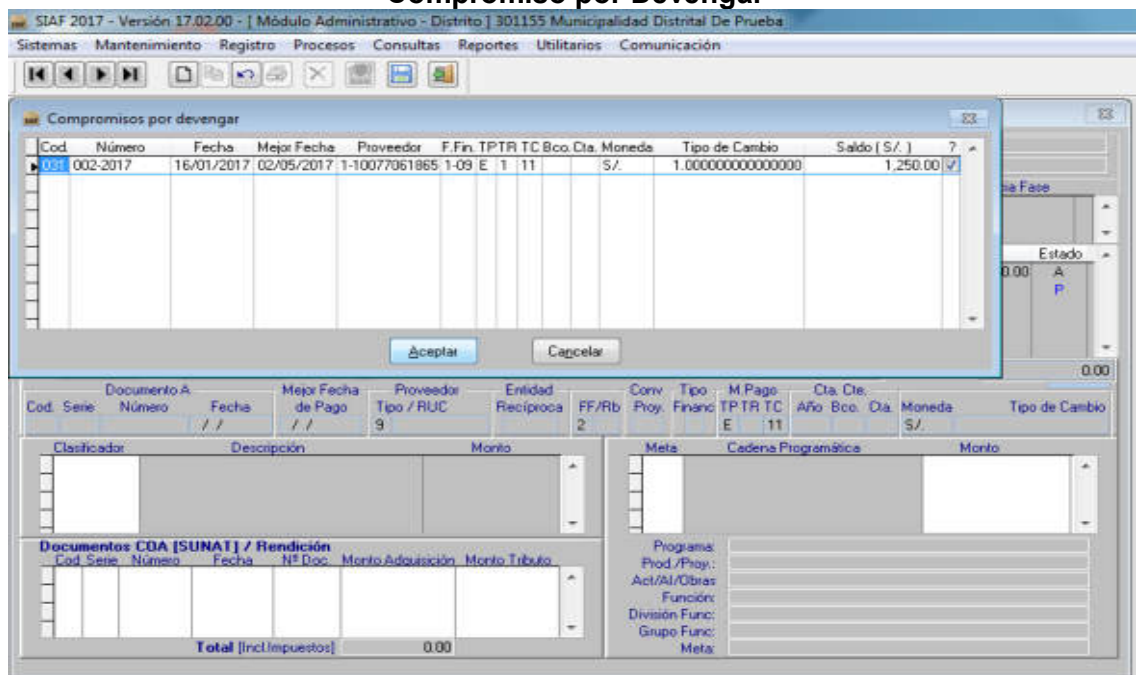 Compromiso por Devengar
SIAF 2017 - Versión 17.02.00 - [ Módulo Administrativo - Distrito ] 301155 Municipalidad Distrital De Prueba
Sistemas Mantenimiento Registro Procesos Consultas Reportes Utilitarios Comunicación
Compromisos por devengar
Cod. Número Fecha Mejor Fecha Proveedor F.Fin. TP TR TC Bco. Cta. Moneda Tipo de Cambio Saldo ( S/. ) ?
031 002-2017 16/01/2017 02/05/2017 1-10077061865 1-09 E 1 11 S/. 1.000000000000000 1,250.00
Fase
Estado
0.00 A
P
Aceptar Cancelar
0.00
Documento A Mejor Fecha Proveedor Entidad Conv Tipo M.Pago Cta. Cte.
Cod. Serie Número Fecha de Pago Tipo / RUC Recíproca FF/Rb Proy. Financ TP TR TC Año Bco. Cta. Moneda Tipo de Cambio
/ / / / 9 2 E 11 S/.
Clasificador Descripción Monto Meta Cadena Programática Monto
Documentos COA [SUNAT] / Rendición
Cod. Serie Número Fecha Nº Doc. Monto Adquisición Monto Tributo
Total [Incl.Impuestos] 0.00
Programa:
Prod./Proy.:
Act/AI/Obras
Función:
División Func:
Grupo Func:
Meta: